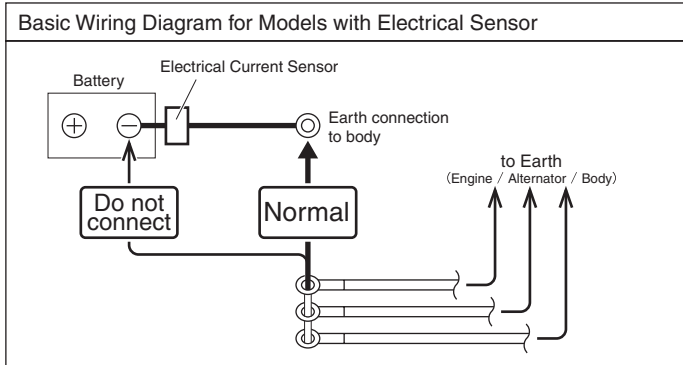 Basic Wiring Diagram for Models with Electrical Sensor
Electrical Current Sensor
Battery
Earth connection
to body
to Earth
(Engine / Alternator / Body)
Do not
connect
Normal